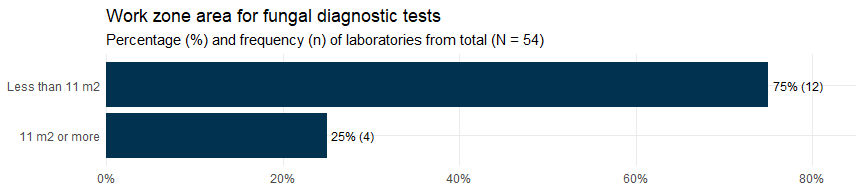 Work zone area for fungal diagnostic tests
Percentage (%) and frequency (n) of laboratories from total (N = 54)
Less than 11 m2
75% (12)
11 m2 or more
25% (4)
0%
20%
40%
60%
80%